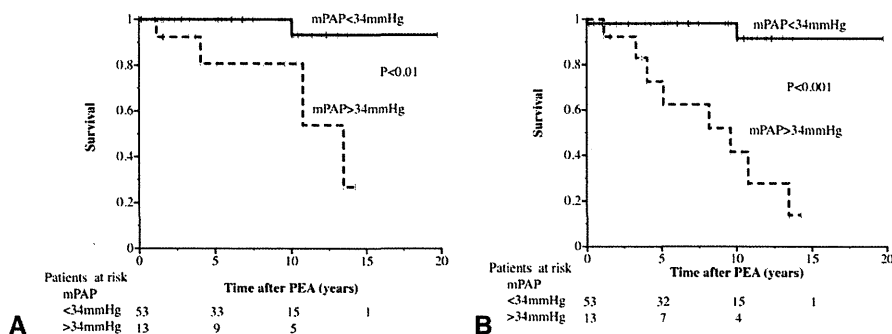 1
0.8
0.6
0.4
0.2
0
Survival
mPAP<34mmHg
P<0.01
mPAP>34mmHg
0 5 10 15 20
Time after PEA (years)
Patients at risk
mPAP
<34mmHg 53 33 15 1
>34mmHg 13 9 5
A
1
0.8
0.6
0.4
0.2
0
Survival
mPAP<34mmHg
P<0.001
mPAP>34mmHg
0 5 10 15 20
Time after PEA (years)
Patients at risk
mPAP
<34mmHg 53 32 15 1
>34mmHg 13 7 4
B